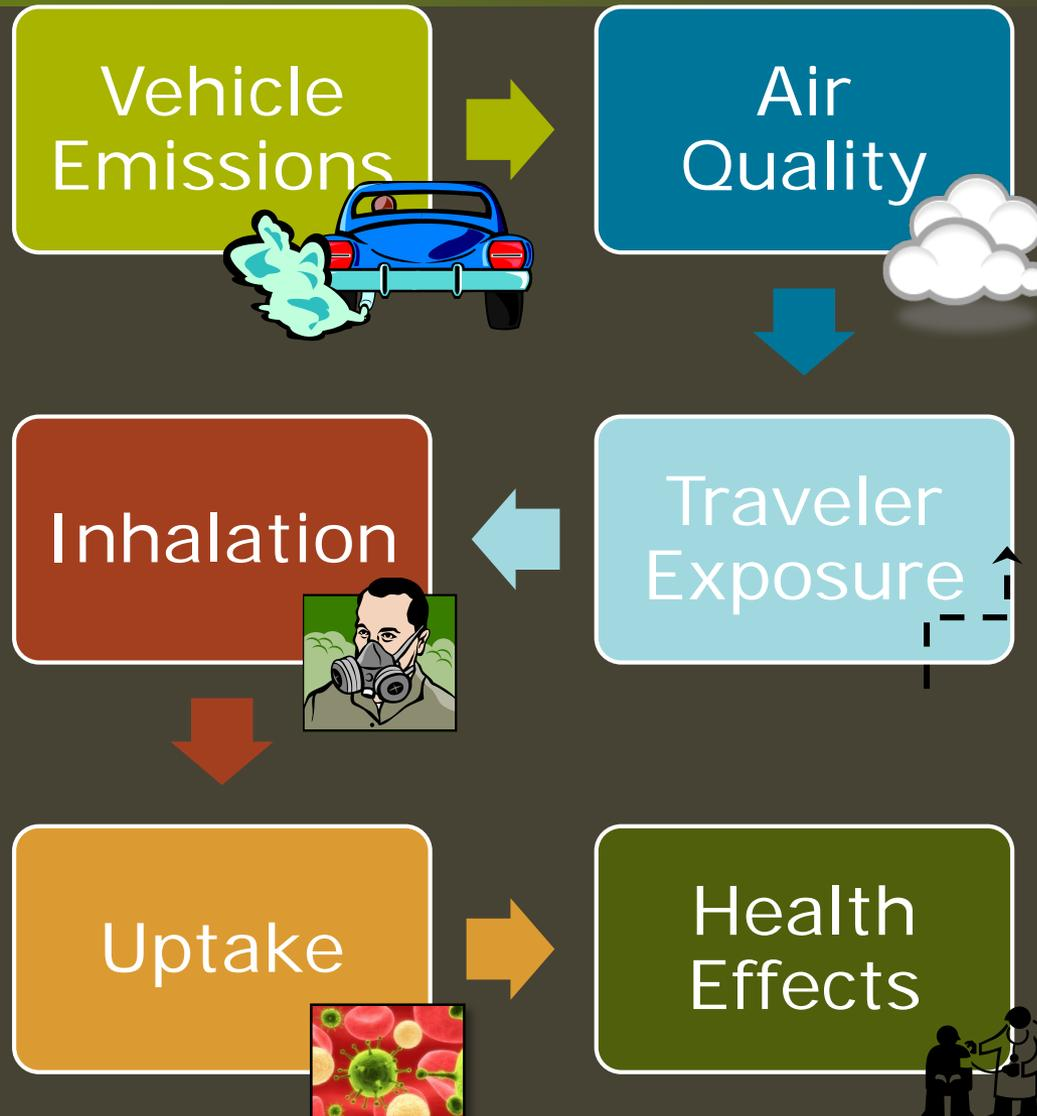 Vehicle
Emissions
Air
Quality
Traveler
Exposure
Inhalation
Uptake
Health
Effects